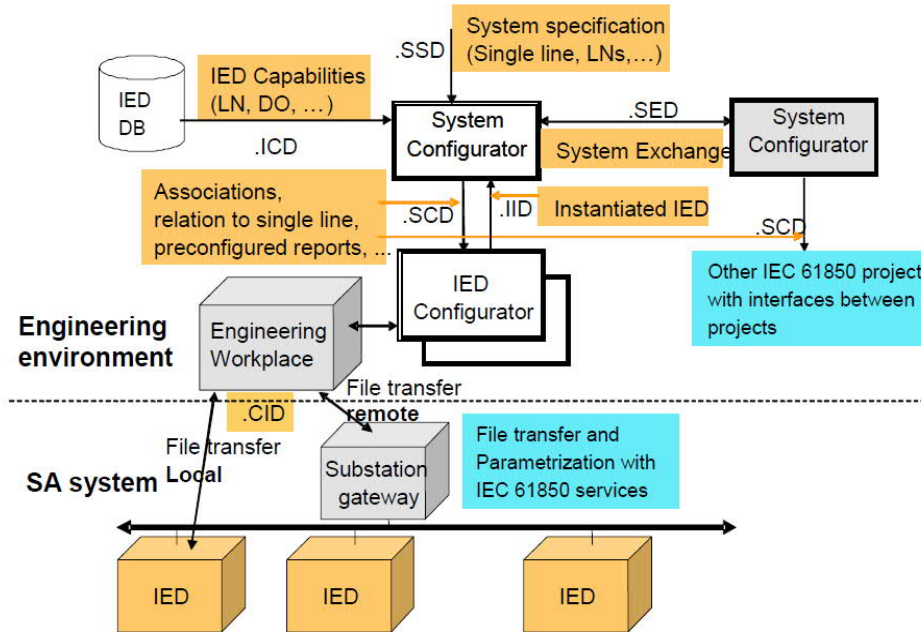 System specification
(Single line, LNs,...)
.SSD
IED Capabilities
(LN, DO, ...)
IED
DB
.ICD
System
Configurator
.SED
System Exchange
System
Configurator
Associations,
relation to single line,
preconfigured reports, ...
.SCD
.IID
Instantiated IED
.SCD
IED
Configurator
Other IEC 61850 project
with interfaces between
projects
Engineering
environment
Engineering
Workplace
File transfer
remote
.CID
File transfer
Local
SA system
Substation
gateway
File transfer and
Parametrization with
IEC 61850 services
IED
IED
IED